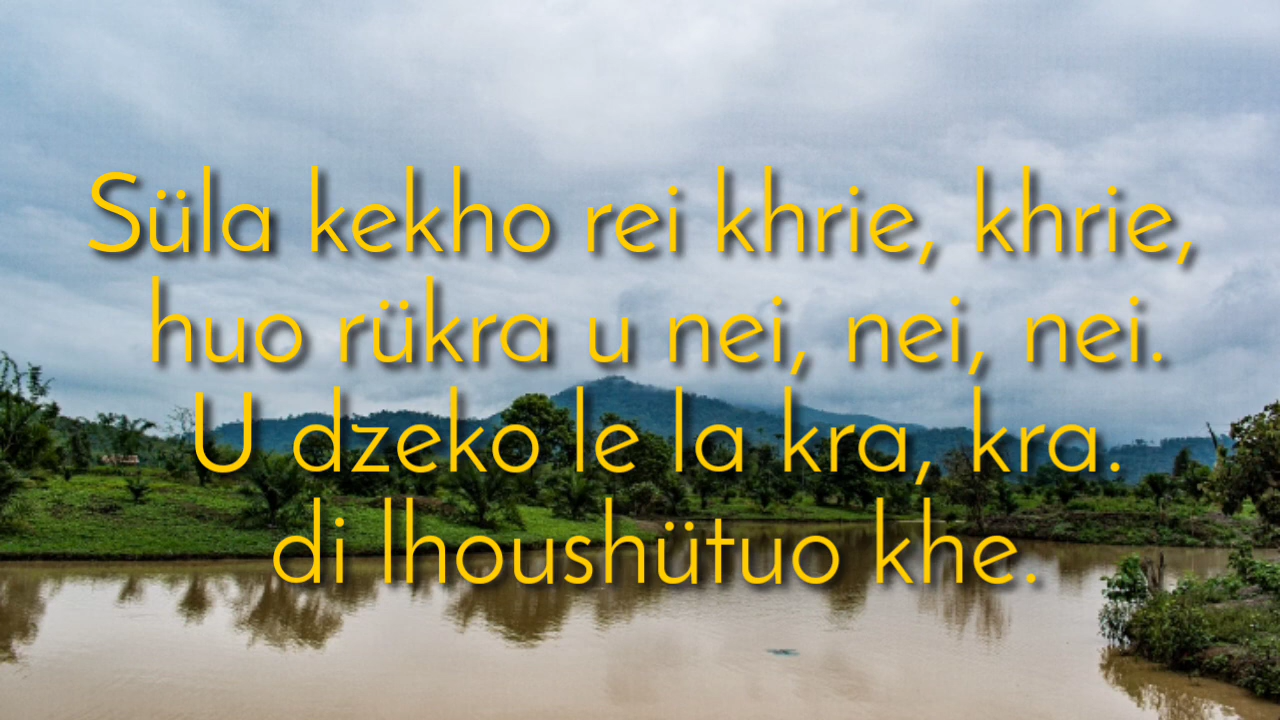 Süla kekho rei khrie, khrie,
huo rükra u nei, nei, nei.
U dzeko le la kra, kra.
di lhoushütuo khe.